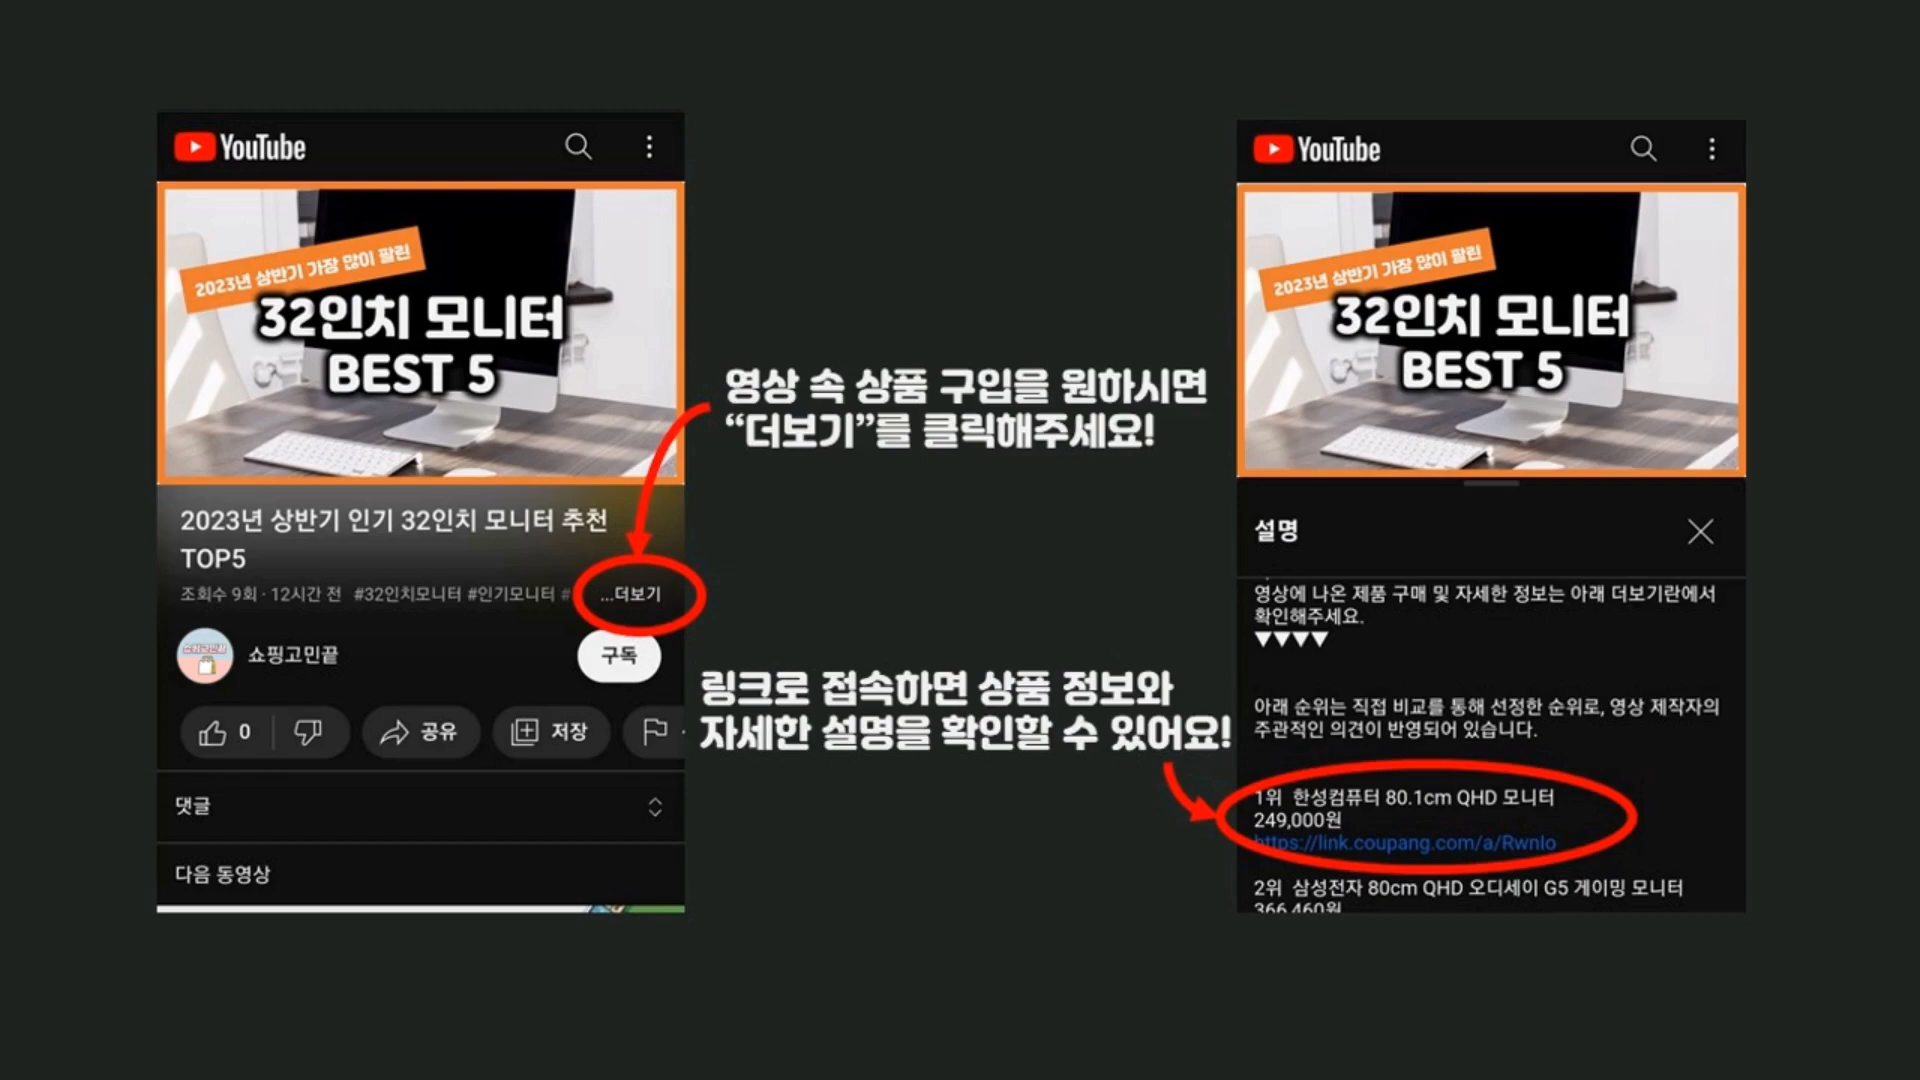 YouTube
2023년 상반기 가장 많이 팔린
32인치 모니터
BEST 5
2023년 상반기 인기 32인치 모니터 추천
TOP5
조회수 9회 · 12시간 전 #32인치모니터 #인기모니터 # ...더보기
쇼핑고민끝
쇼핑고민끝
구독
0
공유
저장
댓글
다음 동영상
영상 속 상품 구입을 원하시면
“더보기”를 클릭해주세요!
링크로 접속하면 상품 정보와
자세한 설명을 확인할 수 있어요!
YouTube
2023년 상반기 가장 많이 팔린
32인치 모니터
BEST 5
설명
영상에 나온 제품 구매 및 자세한 정보는 아래 더보기란에서
확인해주세요.
▼▼▼▼
아래 순위는 직접 비교를 통해 선정한 순위로, 영상 제작자의
주관적인 의견이 반영되어 있습니다.
1위 한성컴퓨터 80.1cm QHD 모니터
249,000원
https://link.coupang.com/a/RwnIo
2위 삼성전자 80cm QHD 오디세이 G5 게이밍 모니터
366,460원